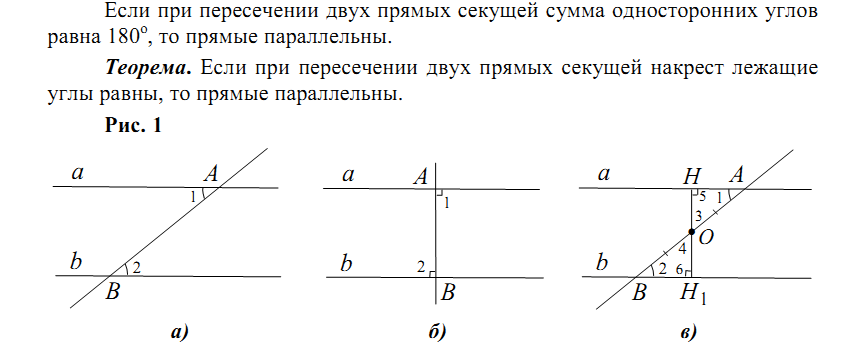 Если при пересечении двух прямых секущей сумма односторонних углов
равна 180°, то прямые параллельны.
Теорема. Если при пересечении двух прямых секущей накрест лежащие
углы равны, то прямые параллельны.
Рис. 1
a A 1
b 2 B
а)
a A 1
b 2 B
б)
a H A 5 1
3 O 4
b 2 6 B H1
в)